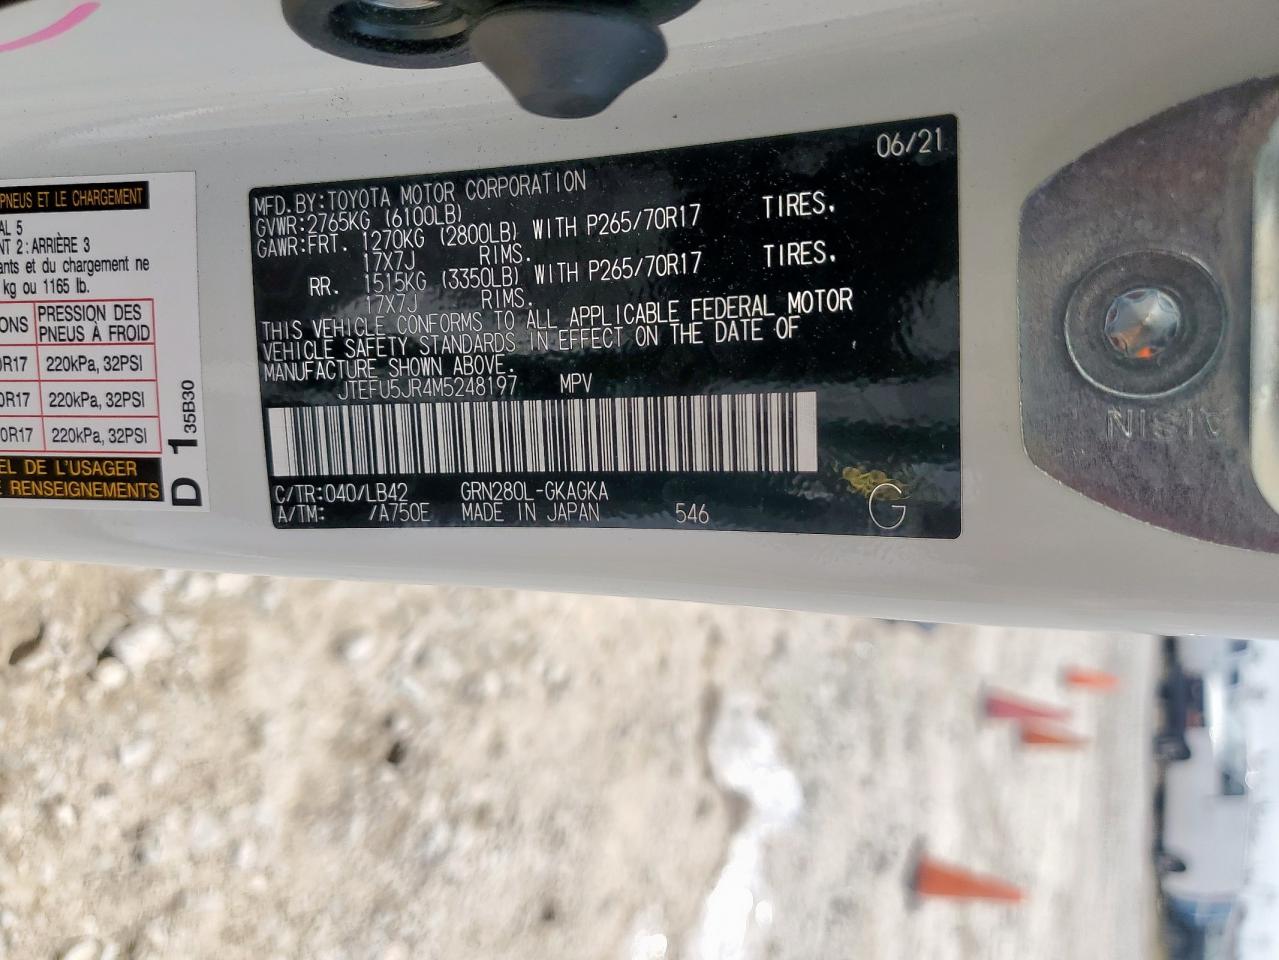 PNEUS ET LE CHARGEMENT
AL 5
NT 2 : ARRIÈRE 3
ants et du chargement ne
kg ou 1165 lb.
ONS PRESSION DES PNEUS À FROID
0R17 220kPa, 32PSI
0R17 220kPa, 32PSI
0R17 220kPa, 32PSI
EL DE L'USAGER
RENSEIGNEMENTS
D 1 35B30
06/21
MFD.BY:TOYOTA MOTOR CORPORATION
GVWR:2765KG (6100LB)
GAWR:FRT. 1270KG (2800LB) WITH P265/70R17 TIRES.
17X7J RIMS.
RR. 1515KG (3350LB) WITH P265/70R17 TIRES.
17X7J RIMS.
THIS VEHICLE CONFORMS TO ALL APPLICABLE FEDERAL MOTOR
VEHICLE SAFETY STANDARDS IN EFFECT ON THE DATE OF
MANUFACTURE SHOWN ABOVE.
JTEFU5JR4M5248197 MPV
C/TR:040/LB42 GRN280L-GKAGKA
A/TM: /A750E MADE IN JAPAN 546
G
AISIN